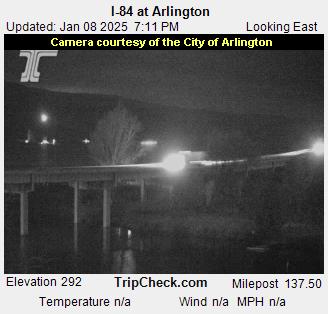 I-84 at Arlington
Updated: Jan 08 2025 7:11 PM Looking East
Camera courtesy of the City of Arlington
Elevation 292 TripCheck.com Milepost 137.50
Temperature n/a Wind n/a MPH n/a